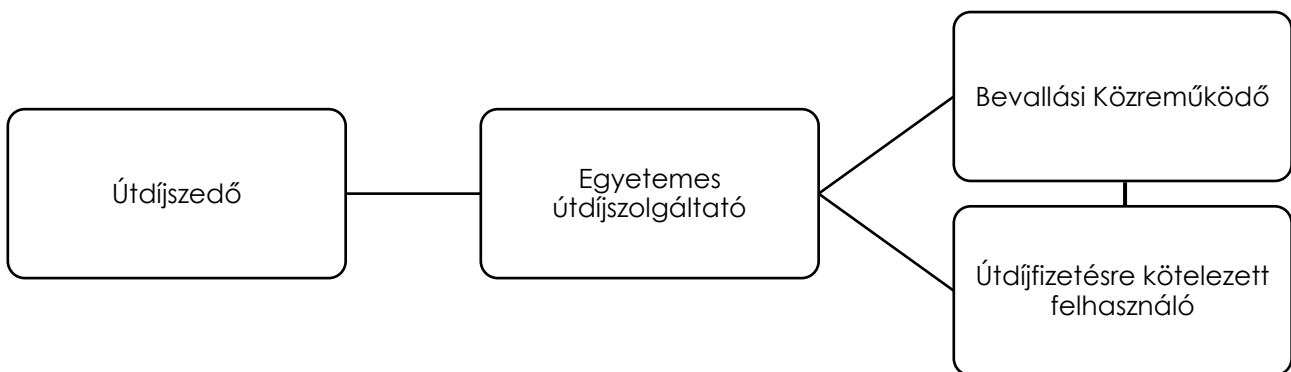 Útdíjszedő
Egyetemes
útdíjszolgáltató
Bevallási Közreműködő
Útdíjfizetésre kötelezett
felhasználó